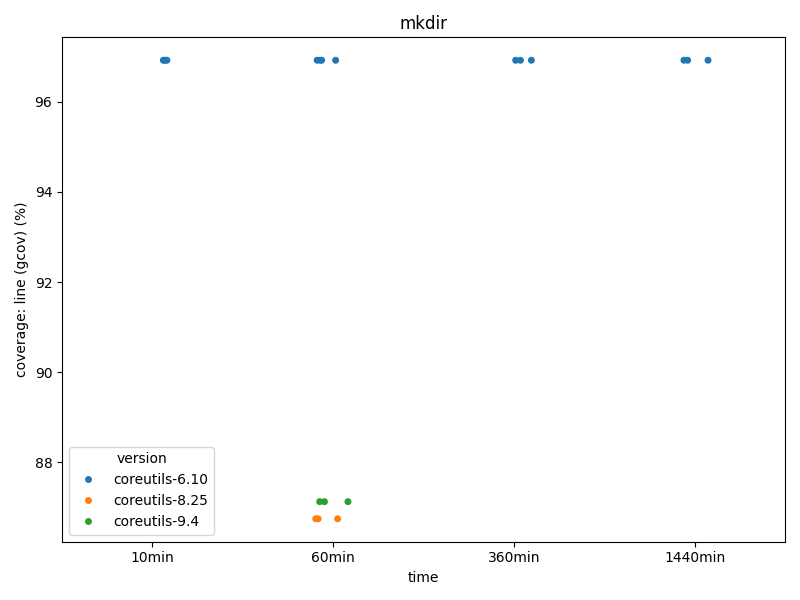 mkdir
coverage: line (gcov) (%)
96
94
92
90
88
version
coreutils-6.10
coreutils-8.25
coreutils-9.4
10min
60min
360min
1440min
time